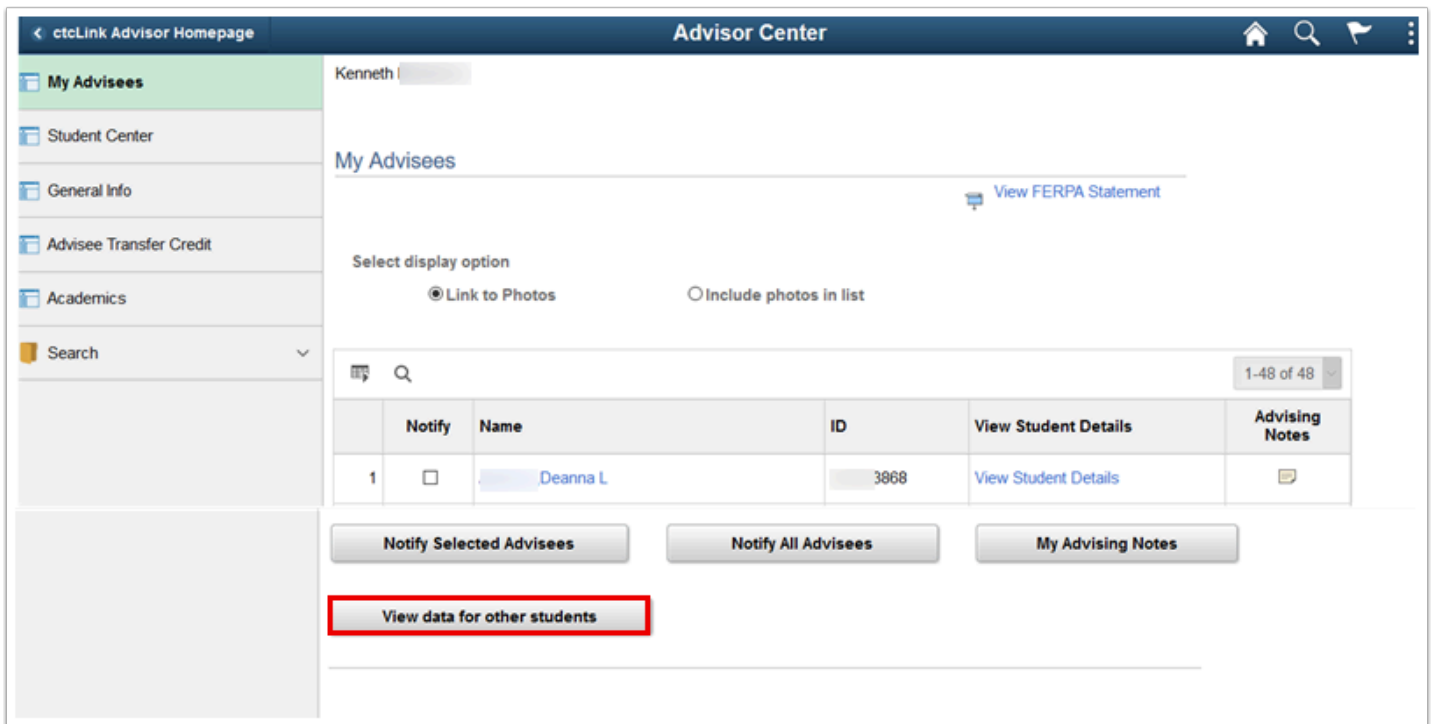 ctcLink Advisor Homepage
Advisor Center
My Advisees
Student Center
General Info
Advisee Transfer Credit
Academics
Search
Kenneth
My Advisees
View FERPA Statement
Select display option
Link to Photos Include photos in list
1-48 of 48
Notify Name ID View Student Details Advising Notes
1 Deanna L 3868 View Student Details
Notify Selected Advisees Notify All Advisees My Advising Notes
View data for other students